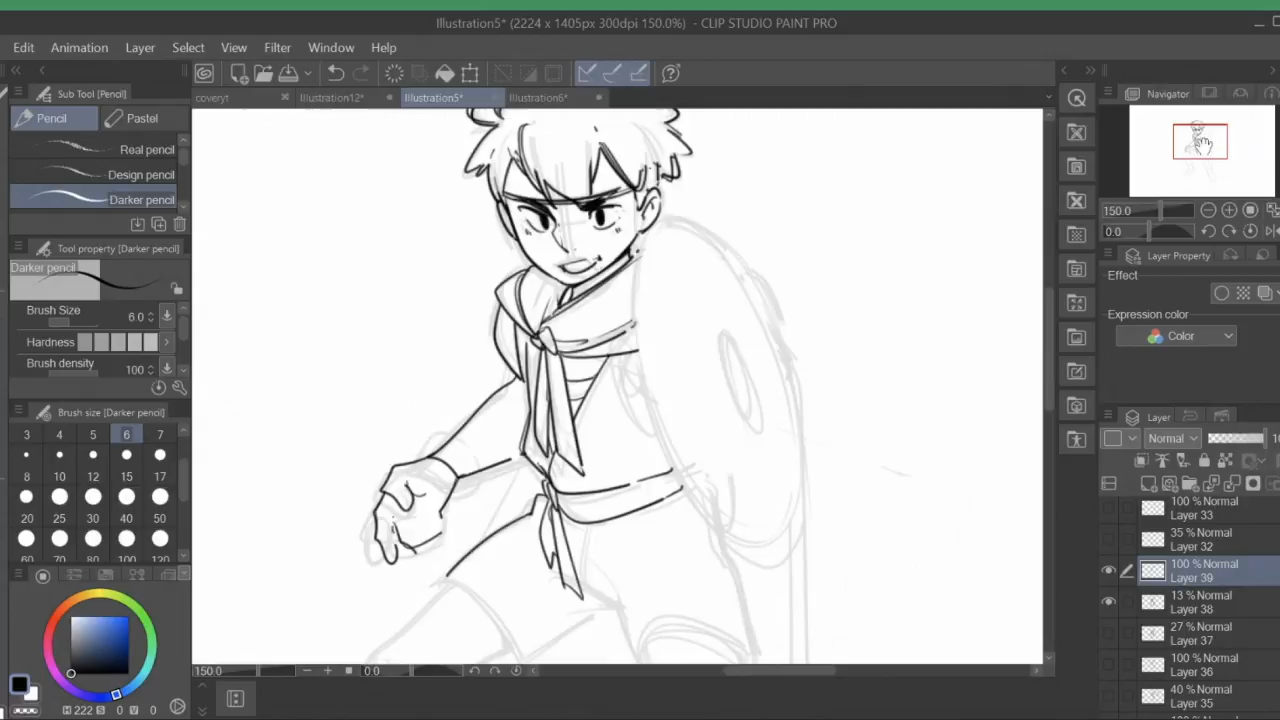 Illustration5* (2224 x 1405px 300dpi 150.0%)  - CLIP STUDIO PAINT PRO
Edit Animation Layer Select View Filter Window Help
Sub Tool [Pencil]
coveryt Illustration12* Illustration5* Illustration6*
Navigator
Pencil Pastel
Real pencil
Design pencil
Darker pencil
150.0
0.0
Tool property [Darker pencil]
Layer Property
Darker pencil
Effect
Brush Size 6.0
Expression color
Hardness
Color
Brush density 100
Brush size [Darker pencil]
Layer
3 4 5 6 7
Normal
8 10 12 15 17
20 25 30 40 50
60 70 80 100 120
100 % Normal
Layer 33
35 % Normal
Layer 32
100 % Normal
Layer 39
13 % Normal
Layer 38
27 % Normal
Layer 37
100 % Normal
Layer 36
40 % Normal
Layer 35
150.0 0.0
H 222 S 0 V 0